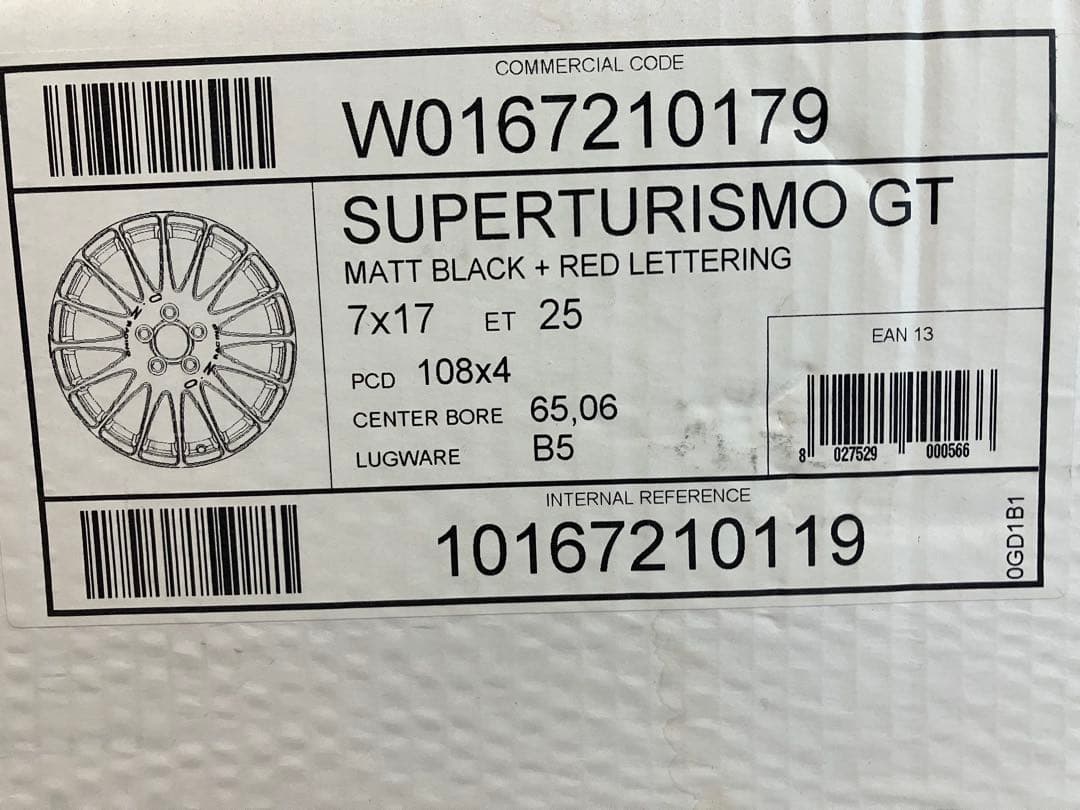 COMMERCIAL CODE
W0167210179
SUPERTURISMO GT
MATT BLACK + RED LETTERING
7x17 ET 25
PCD 108x4
CENTER BORE 65,06
LUGWARE B5
EAN 13
8 027529 000566
INTERNAL REFERENCE
10167210119
0GD1B1